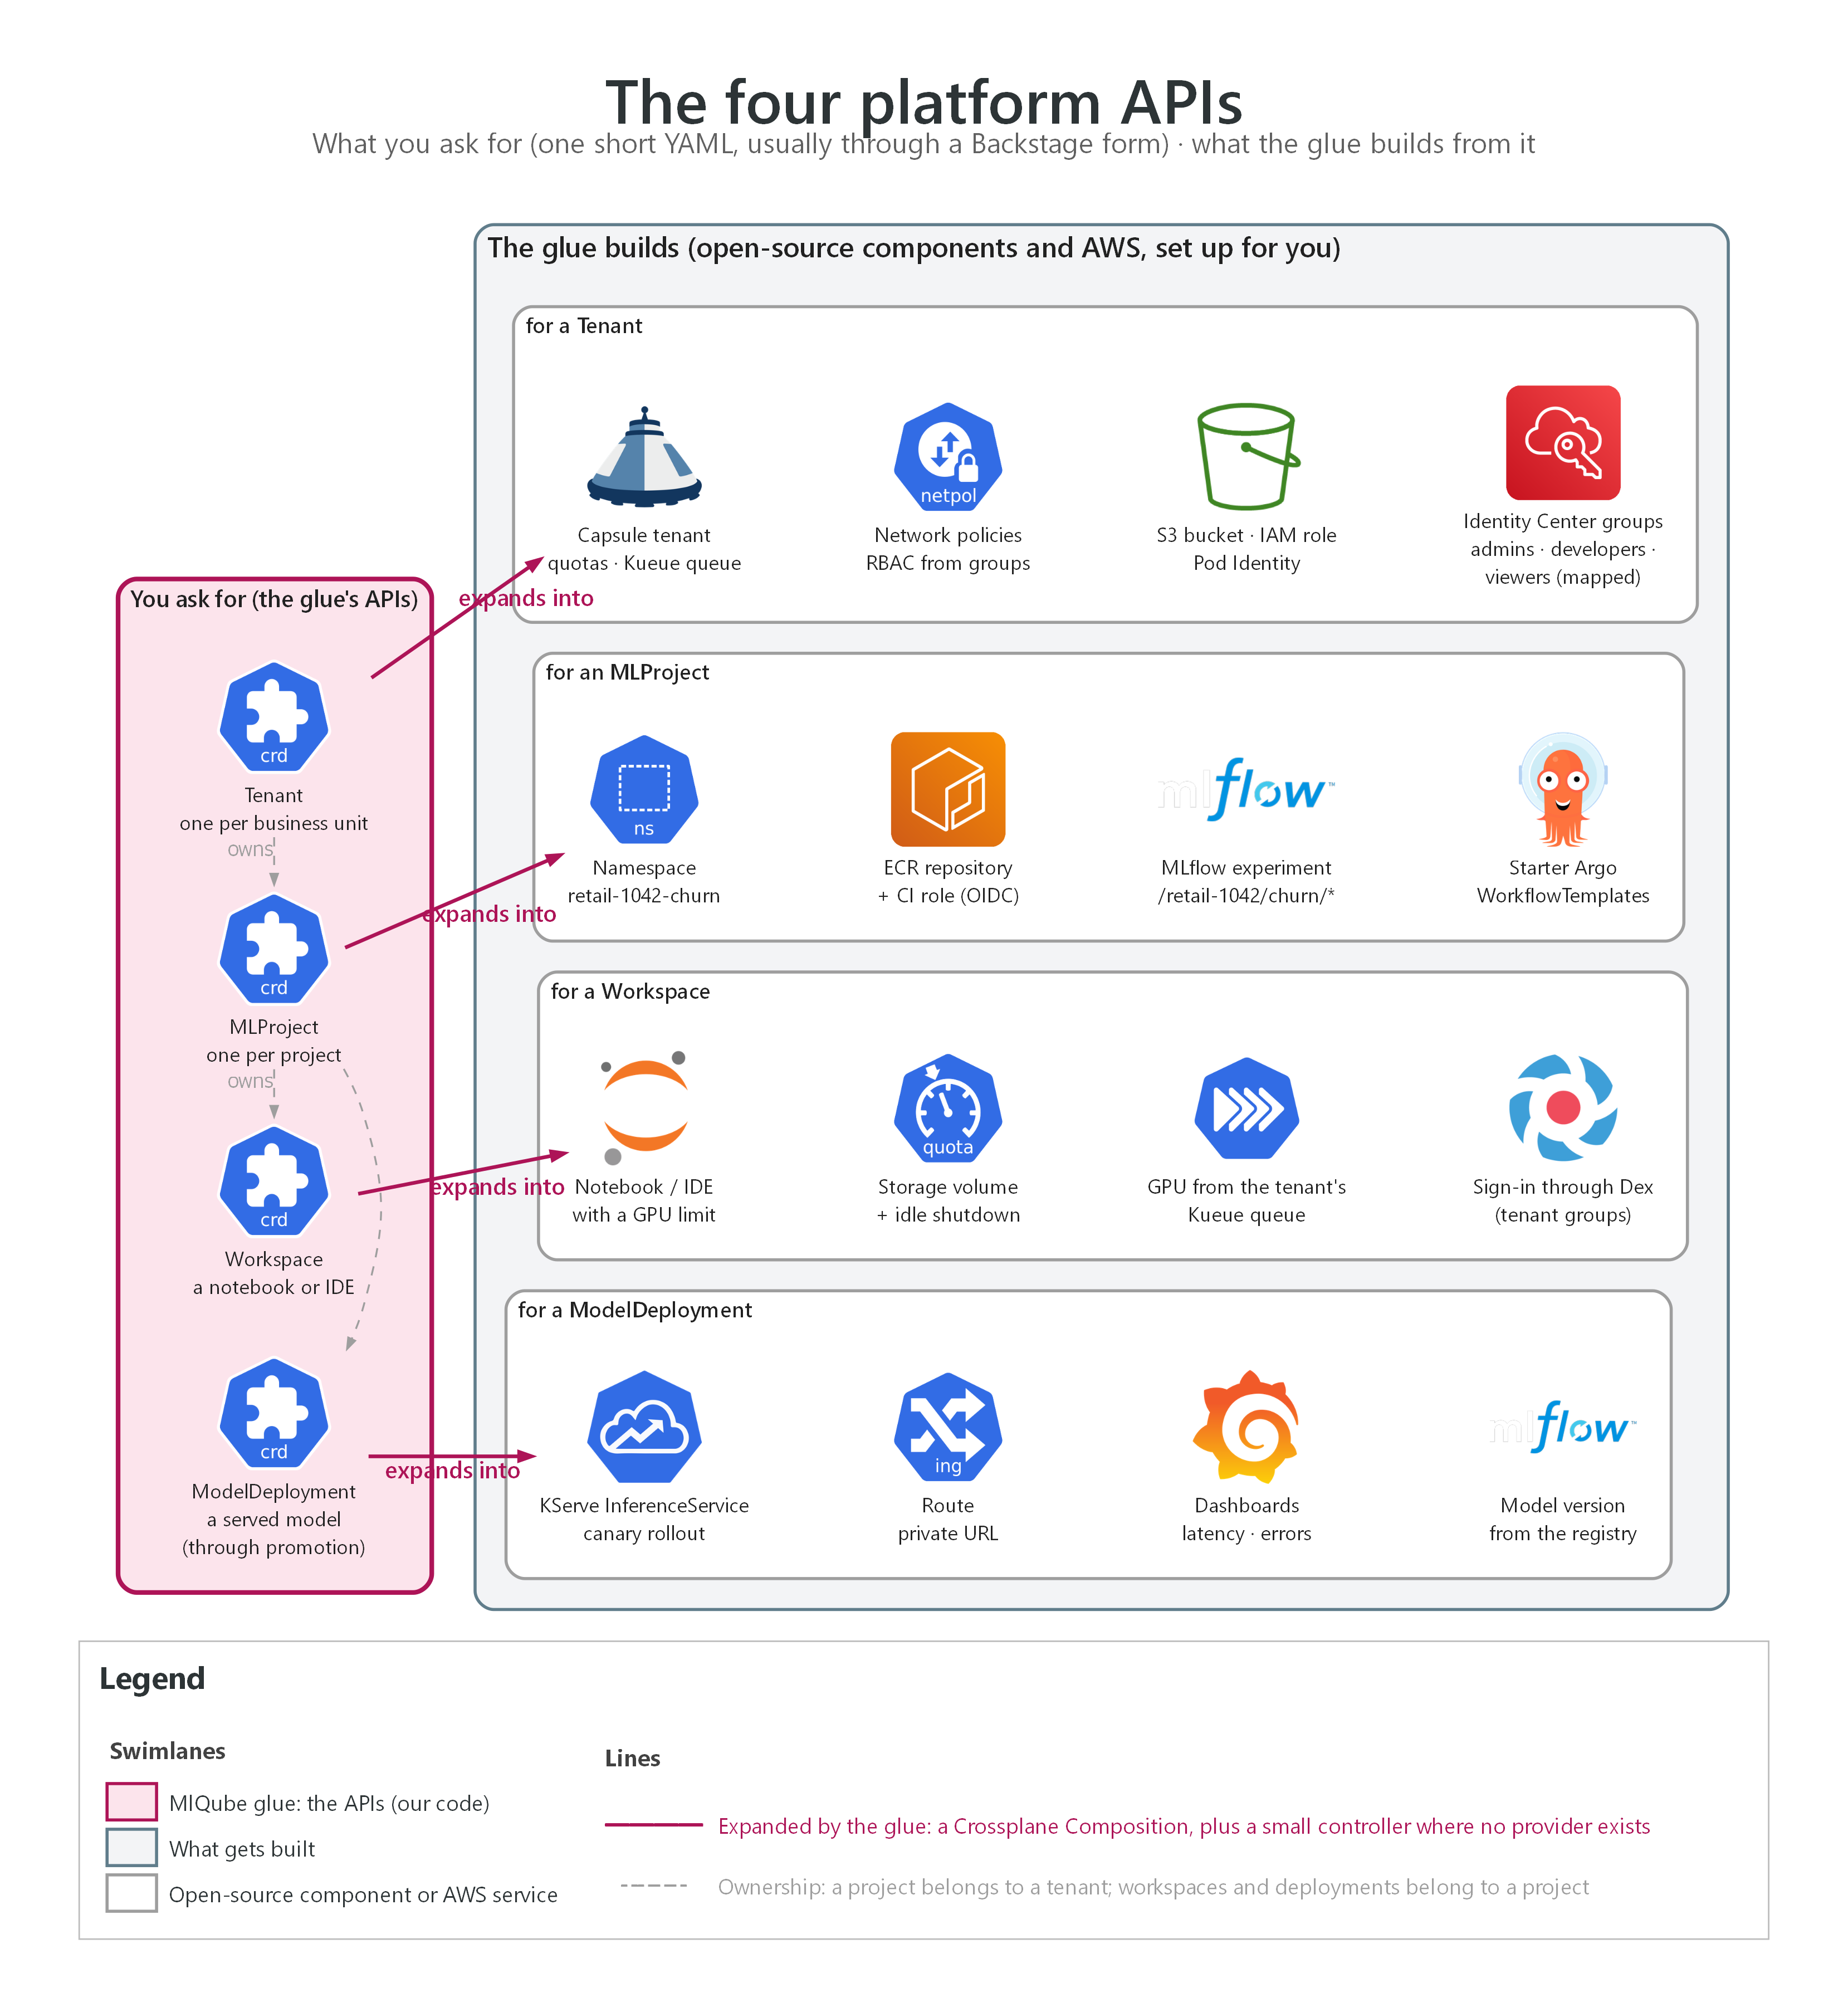 The four platform APIs
What you ask for (one short YAML, usually through a Backstage form) · what the glue builds from it
The glue builds (open-source components and AWS, set up for you)
for a Tenant
netpol
Capsule tenant
quotas · Kueue queue
Network policies
RBAC from groups
S3 bucket · IAM role
Pod Identity
Identity Center groups
admins · developers ·
viewers (mapped)
You ask for (the glue's APIs)
expands into
crd
Tenant
one per business unit
owns
for an MLProject
ns
mlflow™
Namespace
retail-1042-churn
ECR repository
+ CI role (OIDC)
MLflow experiment
/retail-1042/churn/*
Starter Argo
WorkflowTemplates
expands into
crd
MLProject
one per project
owns
for a Workspace
quota
Notebook / IDE
with a GPU limit
Storage volume
+ idle shutdown
GPU from the tenant's
Kueue queue
Sign-in through Dex
(tenant groups)
expands into
crd
Workspace
a notebook or IDE
for a ModelDeployment
ing
mlflow™
KServe InferenceService
canary rollout
Route
private URL
Dashboards
latency · errors
Model version
from the registry
expands into
crd
ModelDeployment
a served model
(through promotion)
Legend
Swimlanes
MlQube glue: the APIs (our code)
What gets built
Open-source component or AWS service
Lines
Expanded by the glue: a Crossplane Composition, plus a small controller where no provider exists
Ownership: a project belongs to a tenant; workspaces and deployments belong to a project